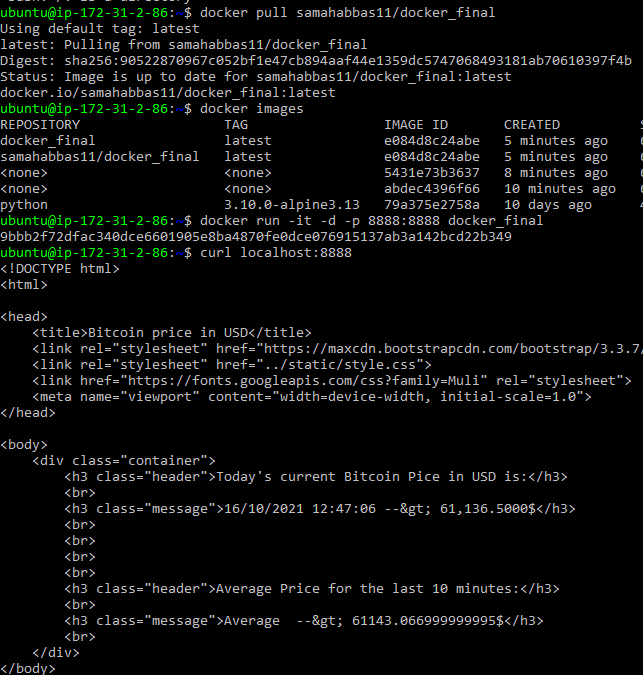 ubuntu@ip-172-31-2-86:~$ docker pull samahabbas11/docker_final
Using default tag: latest
latest: Pulling from samahabbas11/docker_final
Digest: sha256:90522870967c052bf1e47cb894aaf44e1359dc5747068493181ab70610397f4b
Status: Image is up to date for samahabbas11/docker_final:latest
docker.io/samahabbas11/docker_final:latest
ubuntu@ip-172-31-2-86:~$ docker images
REPOSITORY TAG IMAGE ID CREATED
docker_final latest e084d8c24abe 5 minutes ago
samahabbas11/docker_final latest e084d8c24abe 5 minutes ago
<none> <none> 5431e73b3637 8 minutes ago
<none> <none> abdec4396f66 10 minutes ago
python 3.10.0-alpine3.13 79a375e2758a 10 days ago
ubuntu@ip-172-31-2-86:~$ docker run -it -d -p 8888:8888 docker_final
9bbb2f72dfac340dce6601905e8ba4870fe0dce076915137ab3a142bcd22b349
ubuntu@ip-172-31-2-86:~$ curl localhost:8888
<!DOCTYPE html>
<html>
<head>
<title>Bitcoin price in USD</title>
<link rel="stylesheet" href="https://maxcdn.bootstrapcdn.com/bootstrap/3.3.7/
<link rel="stylesheet" href="../static/style.css">
<link href="https://fonts.googleapis.com/css?family=Muli" rel="stylesheet">
<meta name="viewport" content="width=device-width, initial-scale=1.0">
</head>
<body>
<div class="container">
<h3 class="header">Today's current Bitcoin Pice in USD is:</h3>
<br>
<h3 class="message">16/10/2021 12:47:06 --&gt; 61,136.5000$</h3>
<br>
<br>
<br>
<br>
<h3 class="header">Average Price for the last 10 minutes:</h3>
<br>
<h3 class="message">Average  --&gt; 61143.066999999995$</h3>
<br>
</div>
</body>